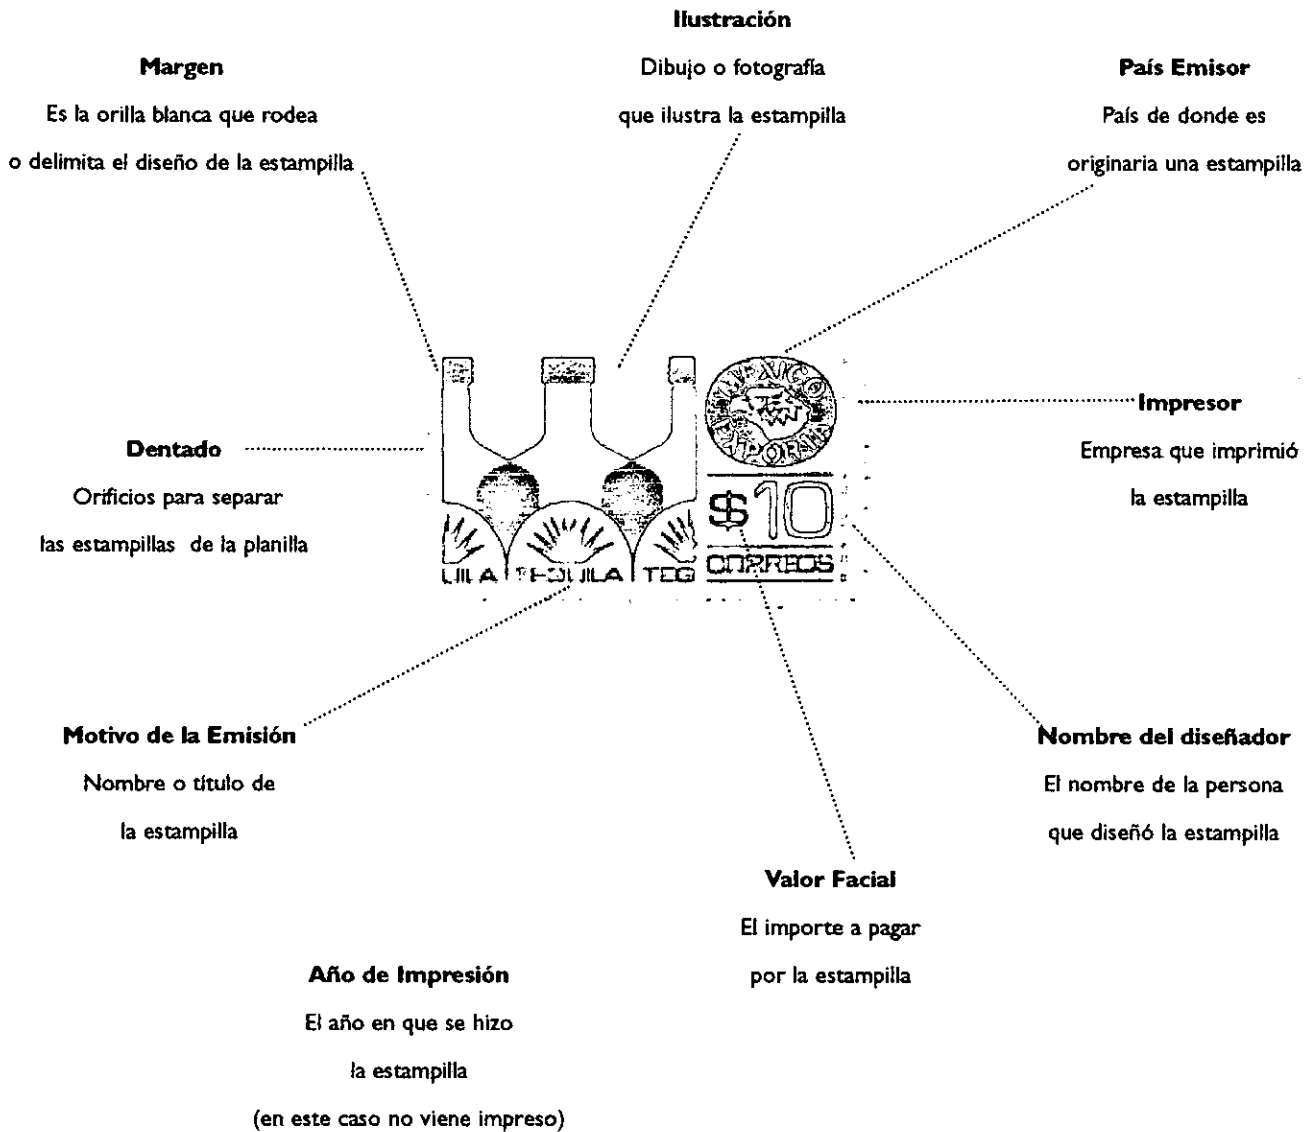 Ilustración
Dibujo o fotografía
que ilustra la estampilla
Margen
Es la orilla blanca que rodea
o delimita el diseño de la estampilla
País Emisor
País de donde es
originaria una estampilla
MEXICO
EXPORTA
Impresor
Empresa que imprimió
la estampilla
Dentado
Orificios para separar
las estampillas de la planilla
$10
CORREOS
UILA TEQUILA TEQ
Motivo de la Emisión
Nombre o título de
la estampilla
Nombre del diseñador
El nombre de la persona
que diseñó la estampilla
Valor Facial
El importe a pagar
por la estampilla
Año de Impresión
El año en que se hizo
la estampilla
(en este caso no viene impreso)